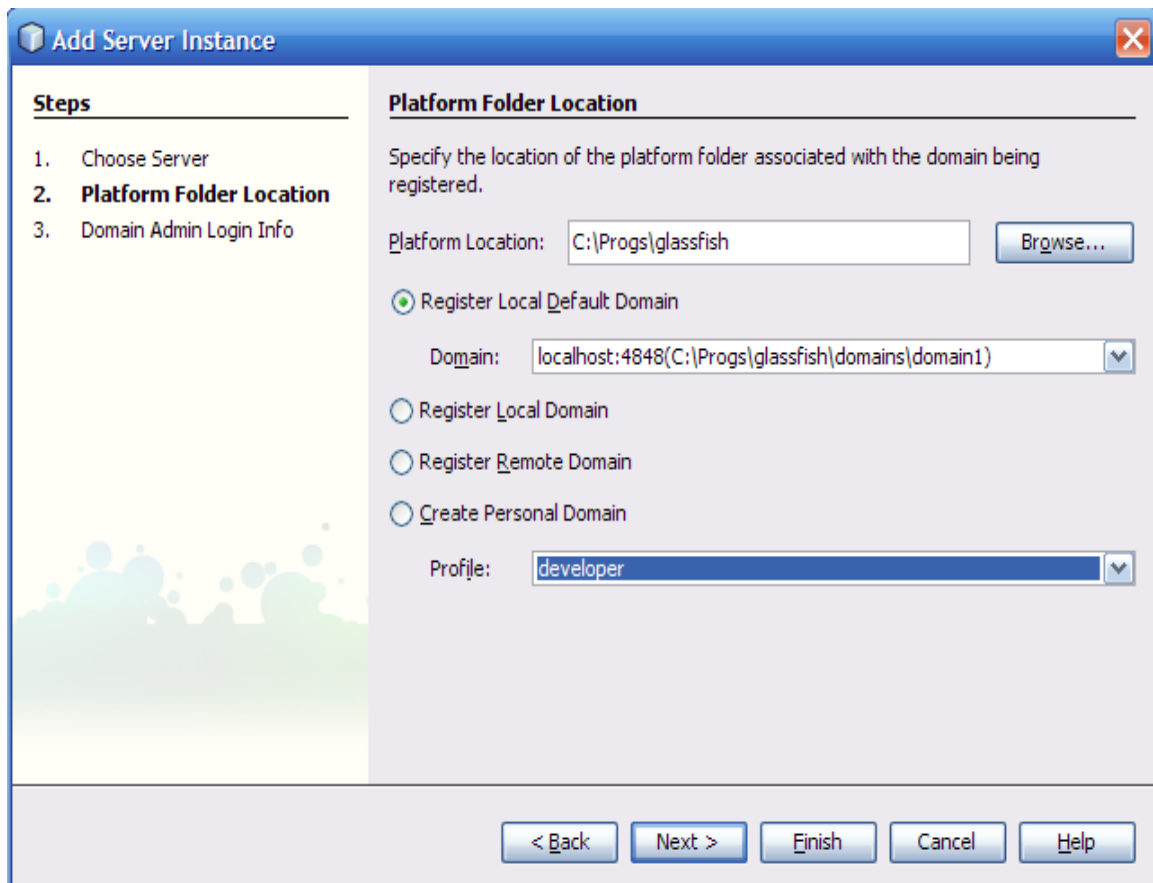 Add Server Instance
Steps
1. Choose Server
2. Platform Folder Location
3. Domain Admin Login Info
Platform Folder Location
Specify the location of the platform folder associated with the domain being
registered.
Platform Location: C:\Progs\glassfish Browse...
Register Local Default Domain
Domain: localhost:4848(C:\Progs\glassfish\domains\domain1)
Register Local Domain
Register Remote Domain
Create Personal Domain
Profile: developer
< Back Next > Finish Cancel Help